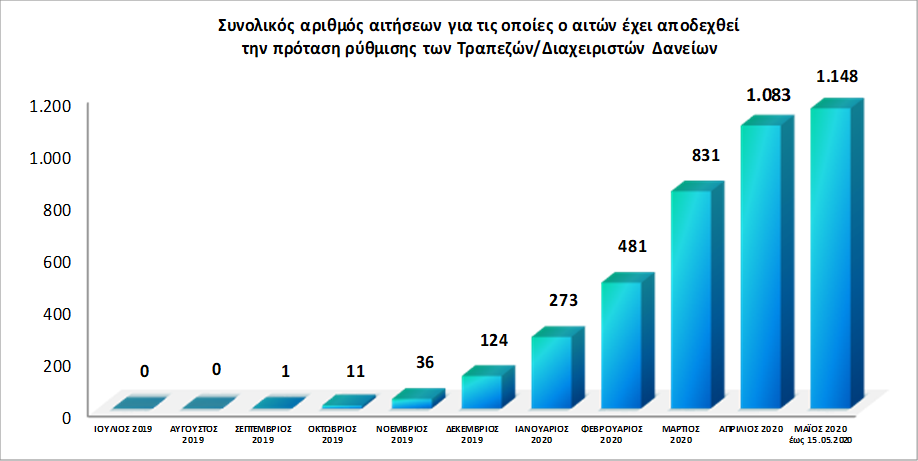 Συνολικός αριθμός αιτήσεων για τις οποίες ο αιτών έχει αποδεχθεί
την πρόταση ρύθμισης των Τραπεζών/Διαχειριστών Δανείων
1.200
1.000
800
600
400
200
0
0
0
1
11
36
124
273
481
831
1.083
1.148
ΙΟΥΛΙΟΣ 2019
ΑΥΓΟΥΣΤΟΣ
2019
ΣΕΠΤΕΜΒΡΙΟΣ
2019
ΟΚΤΩΒΡΙΟΣ
2019
ΝΟΕΜΒΡΙΟΣ
2019
ΔΕΚΕΜΒΡΙΟΣ
2019
ΙΑΝΟΥΑΡΙΟΣ
2020
ΦΕΒΡΟΥΑΡΙΟΣ
2020
ΜΑΡΤΙΟΣ
2020
ΑΠΡΙΛΙΟΣ 2020
ΜΑΪΟΣ 2020
έως 15.05.2020